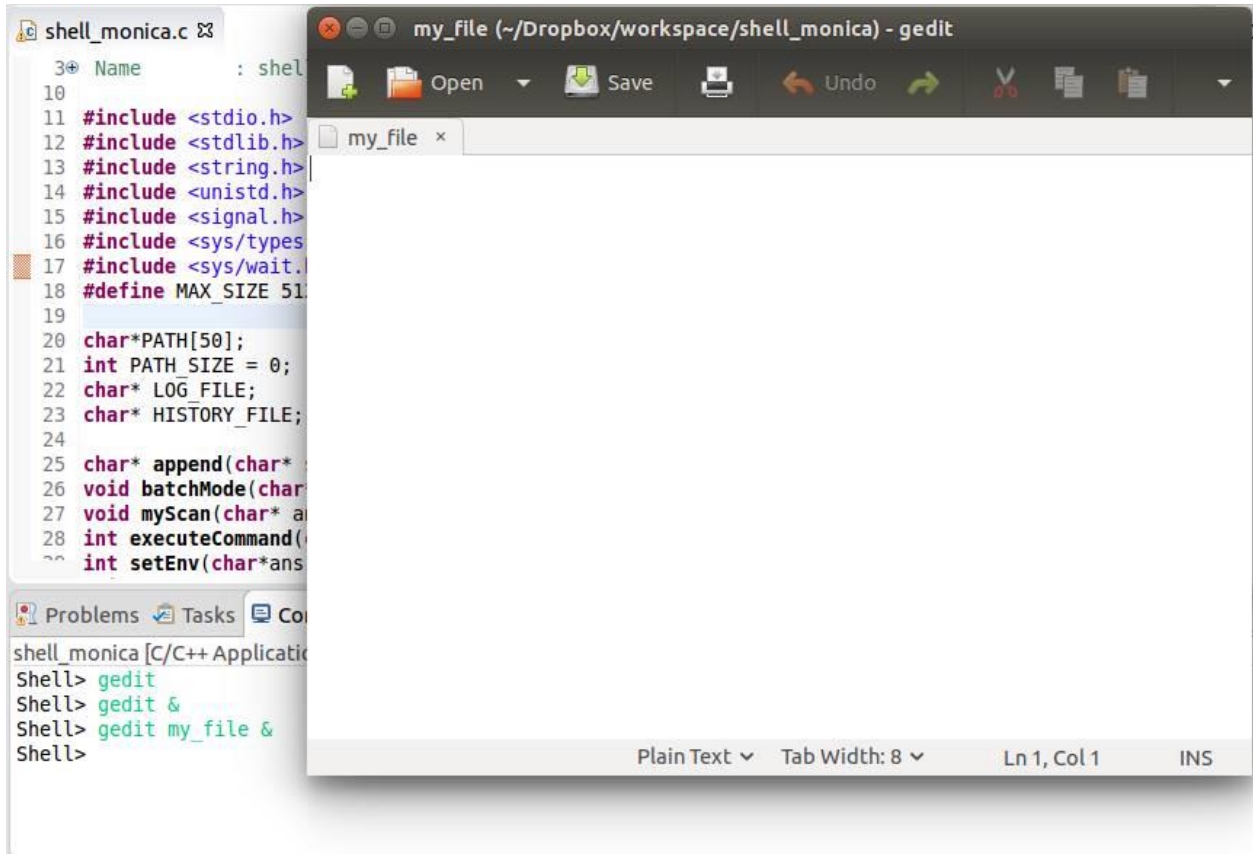 shell_monica.c
3 Name : shel
10
11 #include <stdio.h>
12 #include <stdlib.h>
13 #include <string.h>
14 #include <unistd.h>
15 #include <signal.h>
16 #include <sys/types
17 #include <sys/wait.
18 #define MAX_SIZE 51
19
20 char*PATH[50];
21 int PATH_SIZE = 0;
22 char* LOG_FILE;
23 char* HISTORY_FILE;
24
25 char* append(char*
26 void batchMode(char
27 void myScan(char* a
28 int executeCommand(
int setEnv(char*ans
Problems Tasks Co
shell_monica [C/C++ Applicatio
Shell> gedit
Shell> gedit &
Shell> gedit my_file &
Shell>
my_file (~/Dropbox/workspace/shell_monica) - gedit
Open Save Undo
my_file ×
Plain Text Tab Width: 8 Ln 1, Col 1 INS